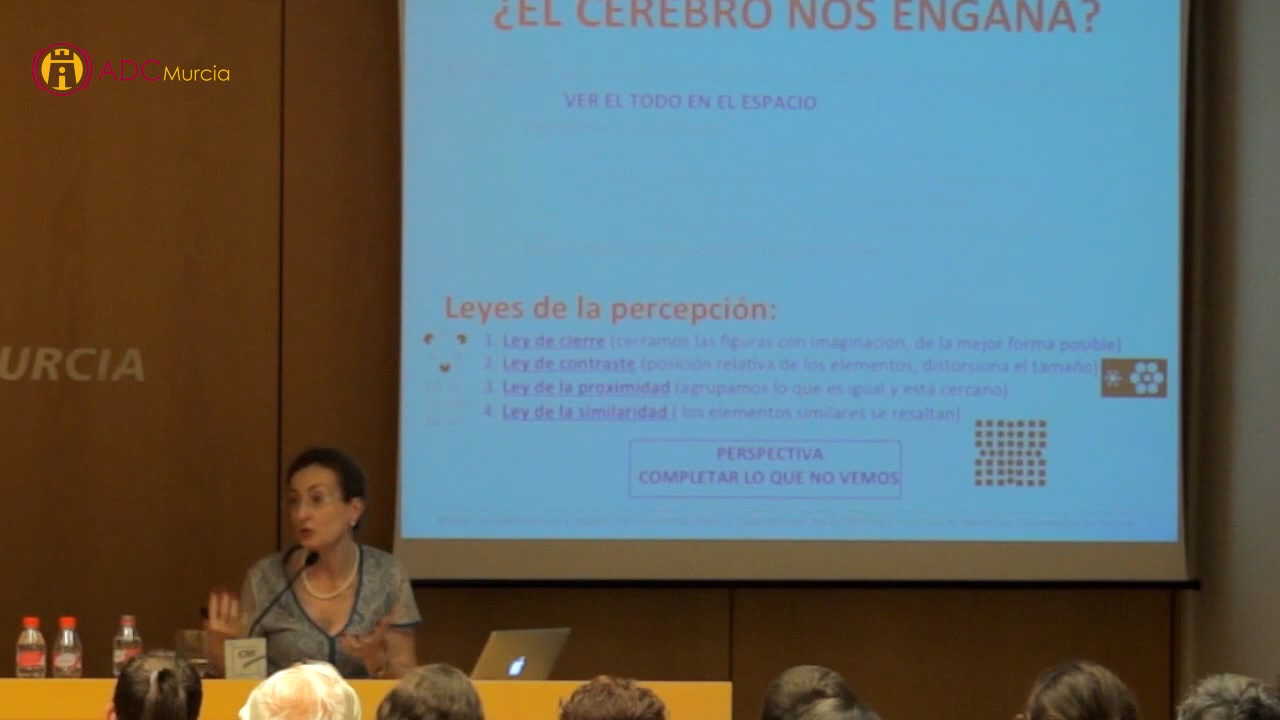 ¿EL CEREBRO NOS ENGAÑA?
ADCMurcia
VER EL TODO EN EL ESPACIO
Leyes de la percepción:
1. Ley de cierre (cerramos las figuras con imaginación, de la mejor forma posible)
2. Ley de contraste (posición relativa de los elementos, distorsiona el tamaño)
3. Ley de la proximidad (agrupamos lo que es igual y está cercano)
4. Ley de la similaridad ( los elementos similares se resaltan)
URCIA
PERSPECTIVA
COMPLETAR LO QUE NO VEMOS